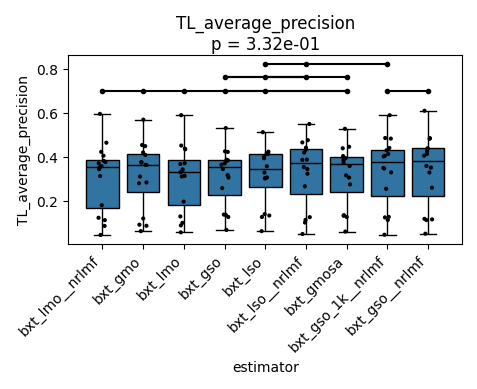 TL_average_precision
p = 3.32e-01
TL_average_precision
0.8
0.6
0.4
0.2
bxt_lmo__nrlmf
bxt_gmo
bxt_lmo
bxt_gso
bxt_lso
bxt_lso__nrlmf
bxt_gmosa
bxt_gso_1k__nrlmf
bxt_gso__nrlmf
estimator